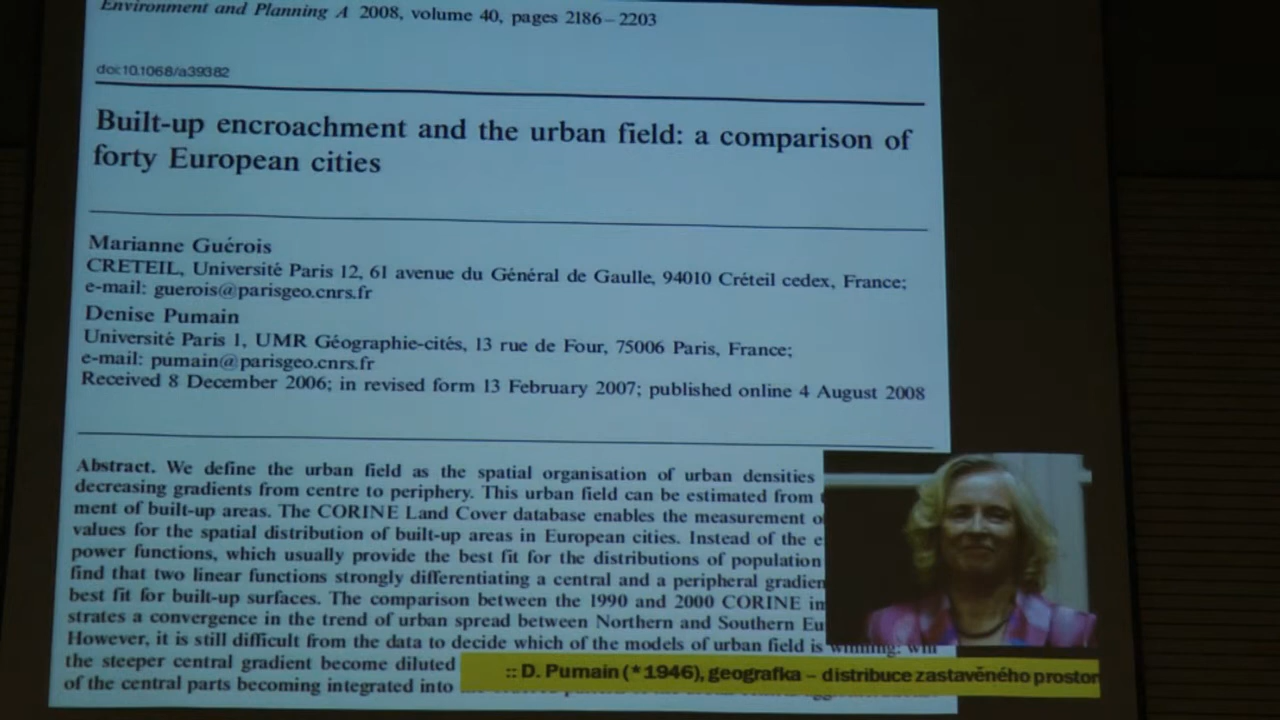 Environment and Planning A 2008, volume 40, pages 2186–2203
doi:10.1068/a39382
Built-up encroachment and the urban field: a comparison of
forty European cities
Marianne Guérois
CRETEIL, Université Paris 12, 61 avenue du Général de Gaulle, 94010 Créteil cedex, France;
e-mail: guerois@parisgeo.cnrs.fr
Denise Pumain
Université Paris 1, UMR Géographie-cités, 13 rue de Four, 75006 Paris, France;
e-mail: pumain@parisgeo.cnrs.fr
Received 8 December 2006; in revised form 13 February 2007; published online 4 August 2008
Abstract. We define the urban field as the spatial organisation of urban densities
decreasing gradients from centre to periphery. This urban field can be estimated from
ment of built-up areas. The CORINE Land Cover database enables the measurement
values for the spatial distribution of built-up areas in European cities. Instead of the
power functions, which usually provide the best fit for the distributions of population
find that two linear functions strongly differentiating a central and a peripheral
best fit for built-up surfaces. The comparison between the 1990 and 2000 CORINE
strates a convergence in the trend of urban spread between Northern and Southern
However, it is still difficult from the data to decide which of the models of urban field is
the steeper central gradient become diluted
of the central parts becoming integrated into
:: D. Pumain (*1946), geografka – distribuce zastavěného prostor